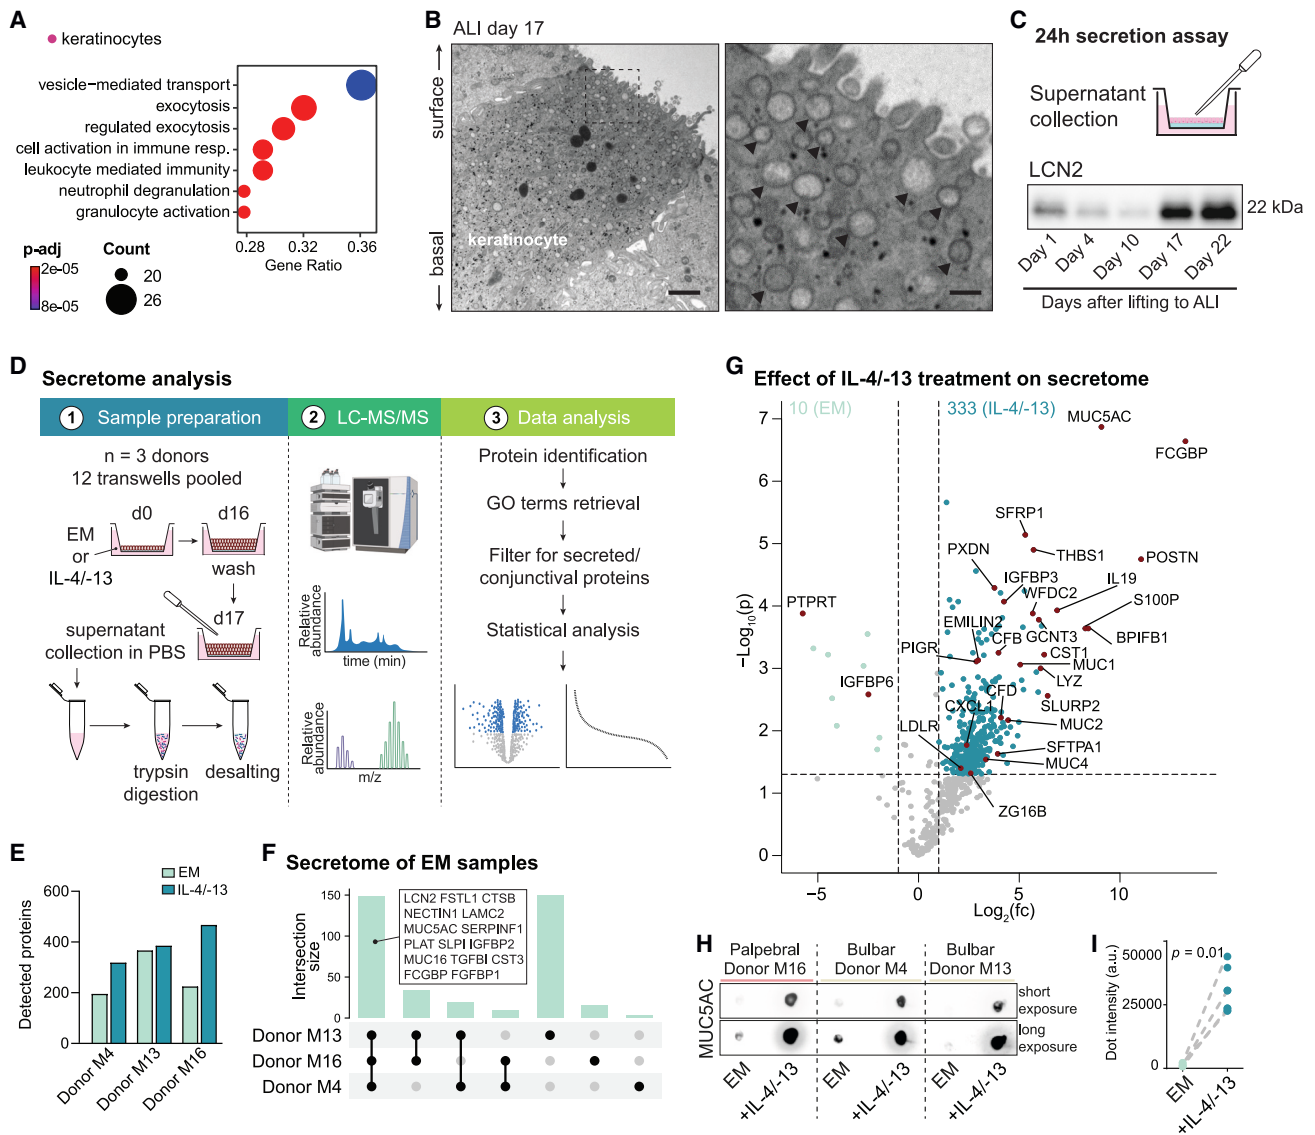 A
keratinocytes
vesicle-mediated transport
exocytosis
regulated exocytosis
cell activation in immune resp.
leukocyte mediated immunity
neutrophil degranulation
granulocyte activation
0.28 0.32 0.36
Gene Ratio
p-adj
2e-05
8e-05
Count
20
26
B
ALI day 17
surface
basal
keratinocyte
C
24h secretion assay
Supernatant
collection
LCN2
22 kDa
Day 1 Day 4 Day 10 Day 17 Day 22
Days after lifting to ALI
D
Secretome analysis
1 Sample preparation
n = 3 donors
12 transwells pooled
d0 d16
EM
or
IL-4/-13
wash
d17
supernatant
collection in PBS
trypsin
digestion
desalting
2 LC-MS/MS
Relative
abundance
time (min)
Relative
abundance
m/z
3 Data analysis
Protein identification
GO terms retrieval
Filter for secreted/
conjunctival proteins
Statistical analysis
E
EM
IL-4/-13
Detected proteins
600
400
200
0
Donor M4 Donor M13 Donor M16
F
Secretome of EM samples
Intersection
size
150
100
50
0
LCN2 FSTL1 CTSB
NECTIN1 LAMC2
MUC5AC SERPINF1
PLAT SLPI IGFBP2
MUC16 TGFBI CST3
FCGBP FGFBP1
Donor M13
Donor M16
Donor M4
G
Effect of IL-4/-13 treatment on secretome
10 (EM) 333 (IL-4/-13)
−Log10(p)
7
6
5
4
3
2
1
0
MUC5AC
FCGBP
SFRP1
PXDN
THBS1
POSTN
IGFBP3
IL19
WFDC2
S100P
PTPRT
EMILIN2
GCNT3
BPIFB1
CFB
PIGR
CST1
MUC1
LYZ
IGFBP6
CFD
SLURP2
CXCL1
MUC2
LDLR
SFTPA1
MUC4
ZG16B
−5 0 5 10
Log2(fc)
H
Palpebral
Donor M16
Bulbar
Donor M4
Bulbar
Donor M13
MUC5AC
short
exposure
long
exposure
EM +IL-4/-13 EM +IL-4/-13 EM +IL-4/-13
I
Dot intensity (a.u.)
50000
25000
0
p = 0.01
EM
+IL-4/-13